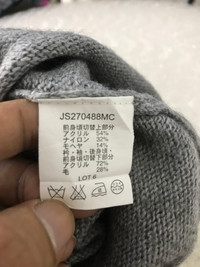 JS270488MC
前身頃切替上部分
アクリル 54%
ナイロン 32%
モヘヤ 14%
衿・袖・後身頃・
前身頃切替下部分
アクリル 72%
毛 28%
LOT 6